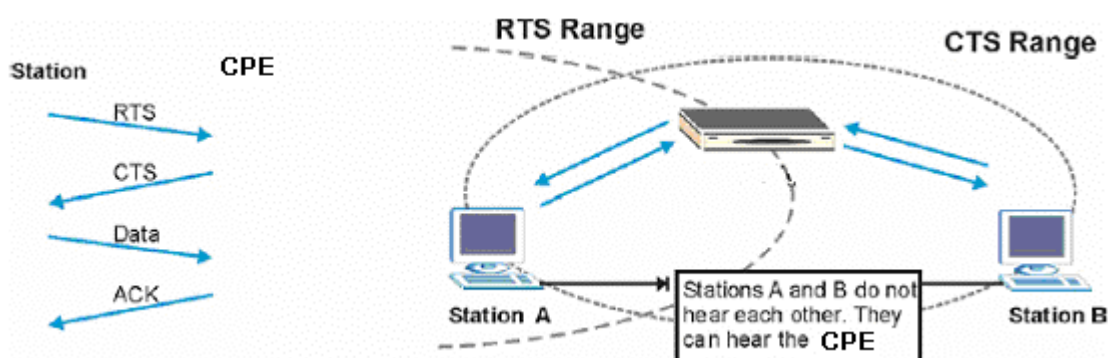 RTS Range
CTS Range
Station
CPE
RTS
CTS
Data
ACK
Station A
Stations A and B do not
hear each other. They
can hear the CPE
Station B